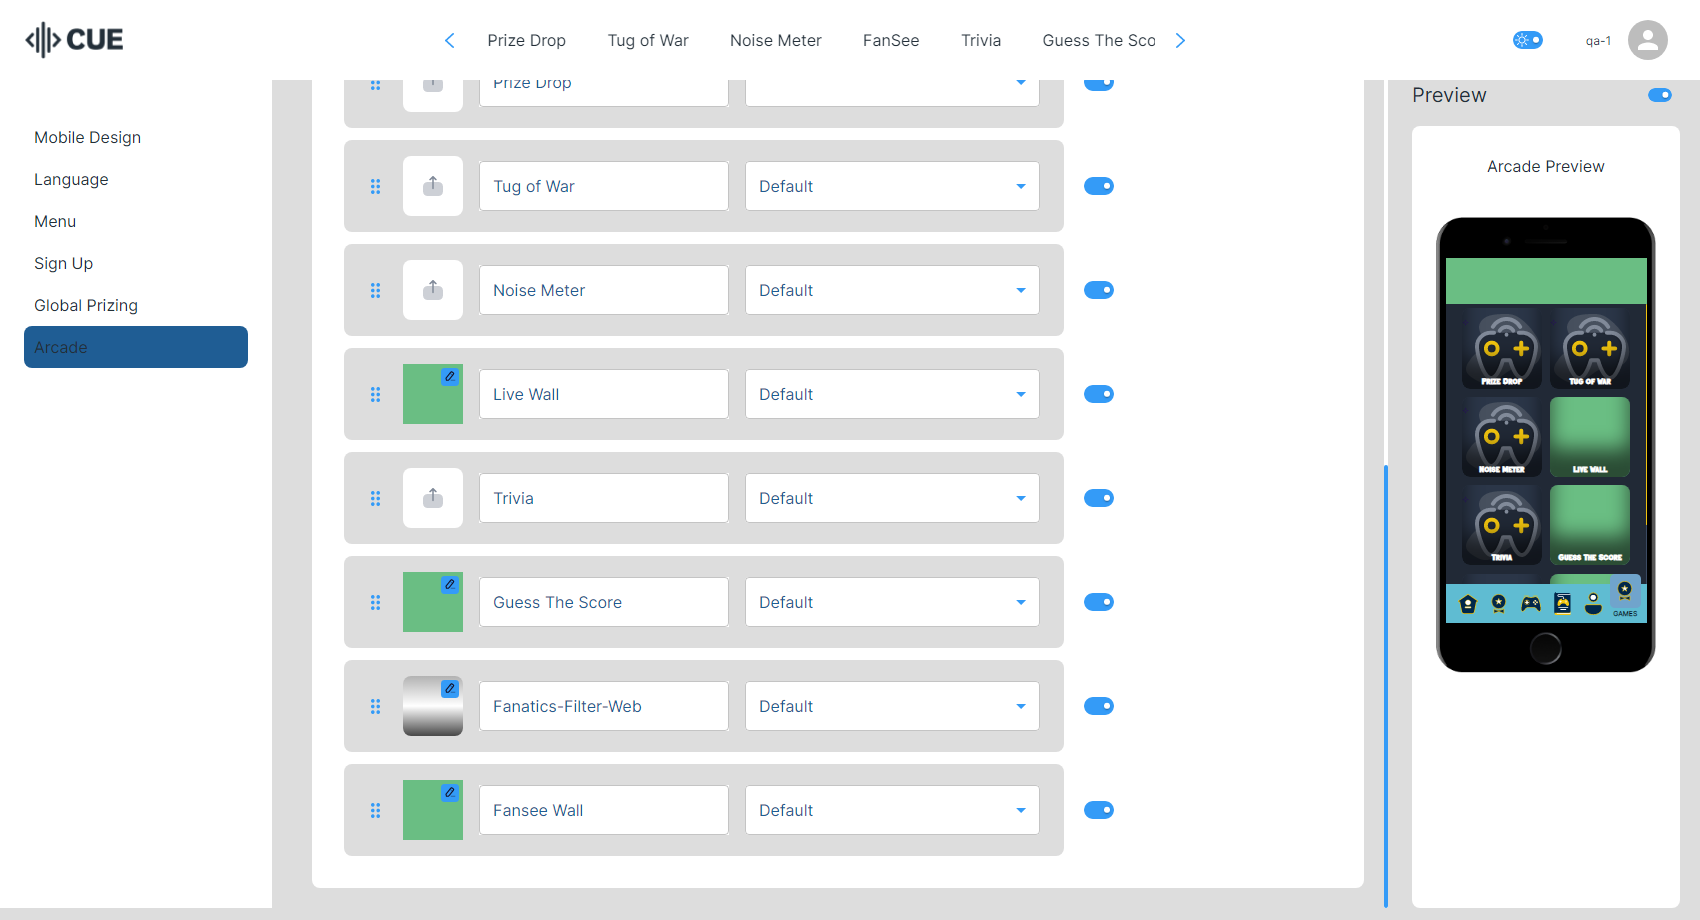 CUE
Prize Drop
Tug of War
Noise Meter
FanSee
Trivia
Guess The Sco
qa-1
Mobile Design
Language
Menu
Sign Up
Global Prizing
Arcade
Prize Drop
Tug of War
Default
Noise Meter
Default
Live Wall
Default
Trivia
Default
Guess The Score
Default
Fanatics-Filter-Web
Default
Fansee Wall
Default
Preview
Arcade Preview
Prize Drop
Tug of War
Noise Meter
Live Wall
Trivia
Guess The Score
GAMES